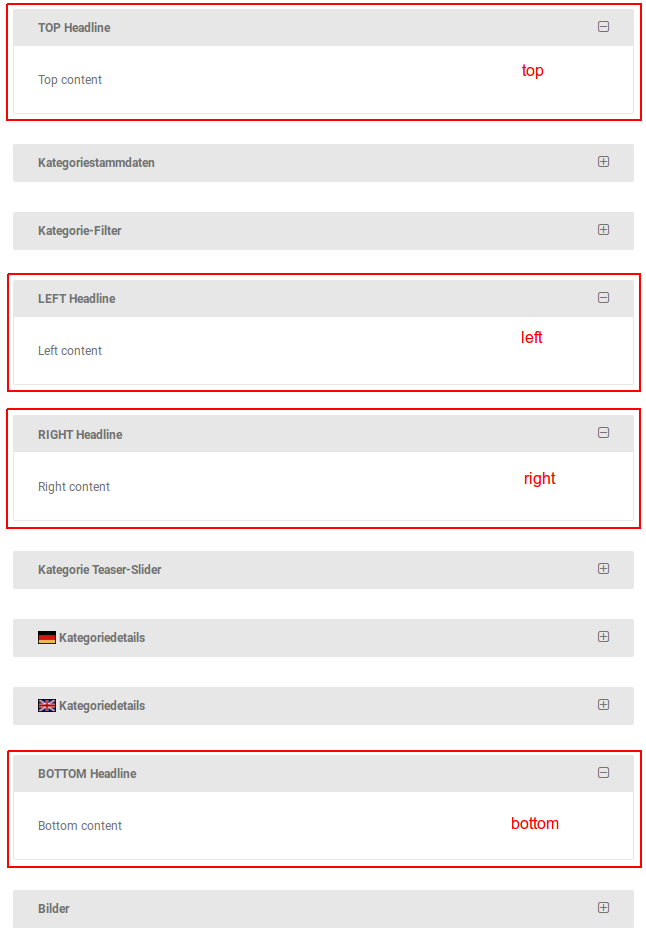 TOP Headline
Top content
top
Kategoriestammdaten
Kategorie-Filter
LEFT Headline
left
Left content
RIGHT Headline
right
Right content
Kategorie Teaser-Slider
Kategoriedetails
Kategoriedetails
BOTTOM Headline
Bottom content
bottom
Bilder